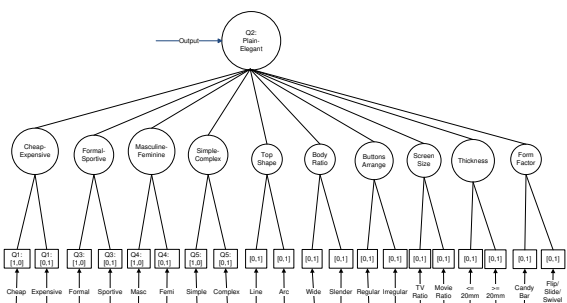 Output
Q2:
Plain-
Elegant
Cheap-
Expensive
Formal-
Sportive
Masculine-
Feminine
Simple-
Complex
Top
Shape
Body
Ratio
Buttons
Arrange
Screen
Size
Thickness
Form
Factor
Q1:
[1,0]
Q1:
[0,1]
Q3:
[1,0]
Q3:
[0,1]
Q4:
[1,0]
Q4:
[0,1]
Q5:
[1,0]
Q5:
[0,1]
[0,1]
[0,1]
[0,1]
[0,1]
[0,1]
[0,1]
[0,1]
[0,1]
[0,1]
[0,1]
[0,1]
[0,1]
Cheap
Expensive
Formal
Sportive
Masc
Femi
Simple
Complex
Line
Arc
Wide
Slender
Regular
Irregular
TV
Ratio
Movie
Ratio
<=
20mm
>=
20mm
Candy
Bar
Flip/
Slide/
Swivel